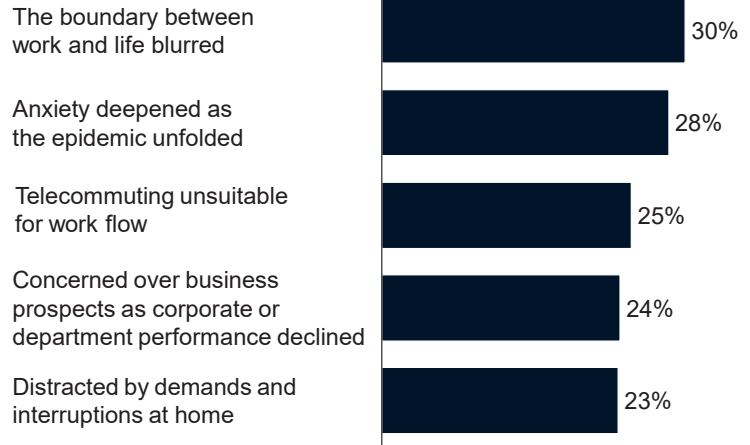 The boundary between
work and life blurred
30%
Anxiety deepened as
the epidemic unfolded
28%
Telecommuting unsuitable
for work flow
25%
Concerned over business
prospects as corporate or
department performance declined
24%
Distracted by demands and
interruptions at home
23%